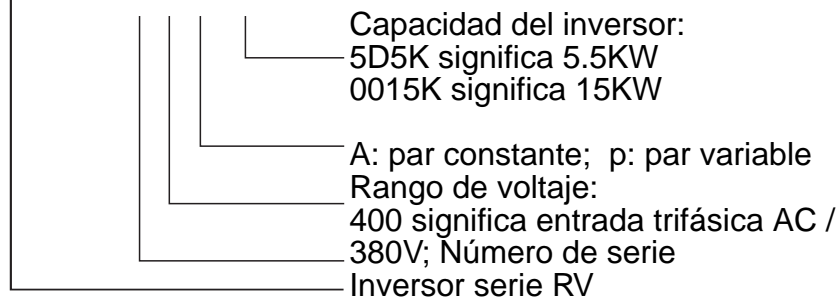 Capacidad del inversor:
5D5K significa 5.5KW
0015K significa 15KW
A: par constante; p: par variable
Rango de voltaje:
400 significa entrada trifásica AC /
380V; Número de serie
Inversor serie RV